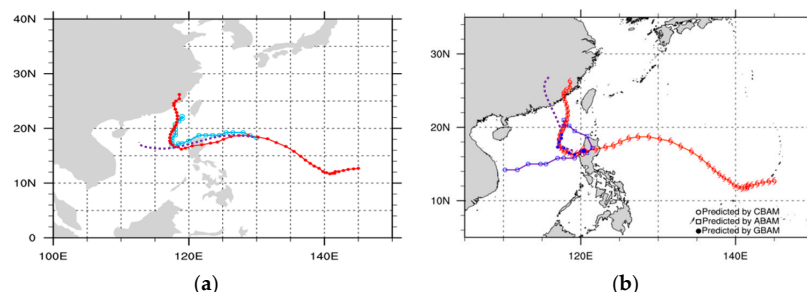 40N
30N
20N
10N
0
100E
120E
140E
(a)
30N
20N
10N
Predicted by CBAM
Predicted by ABAM
Predicted by GBAM
120E
140E
(b)